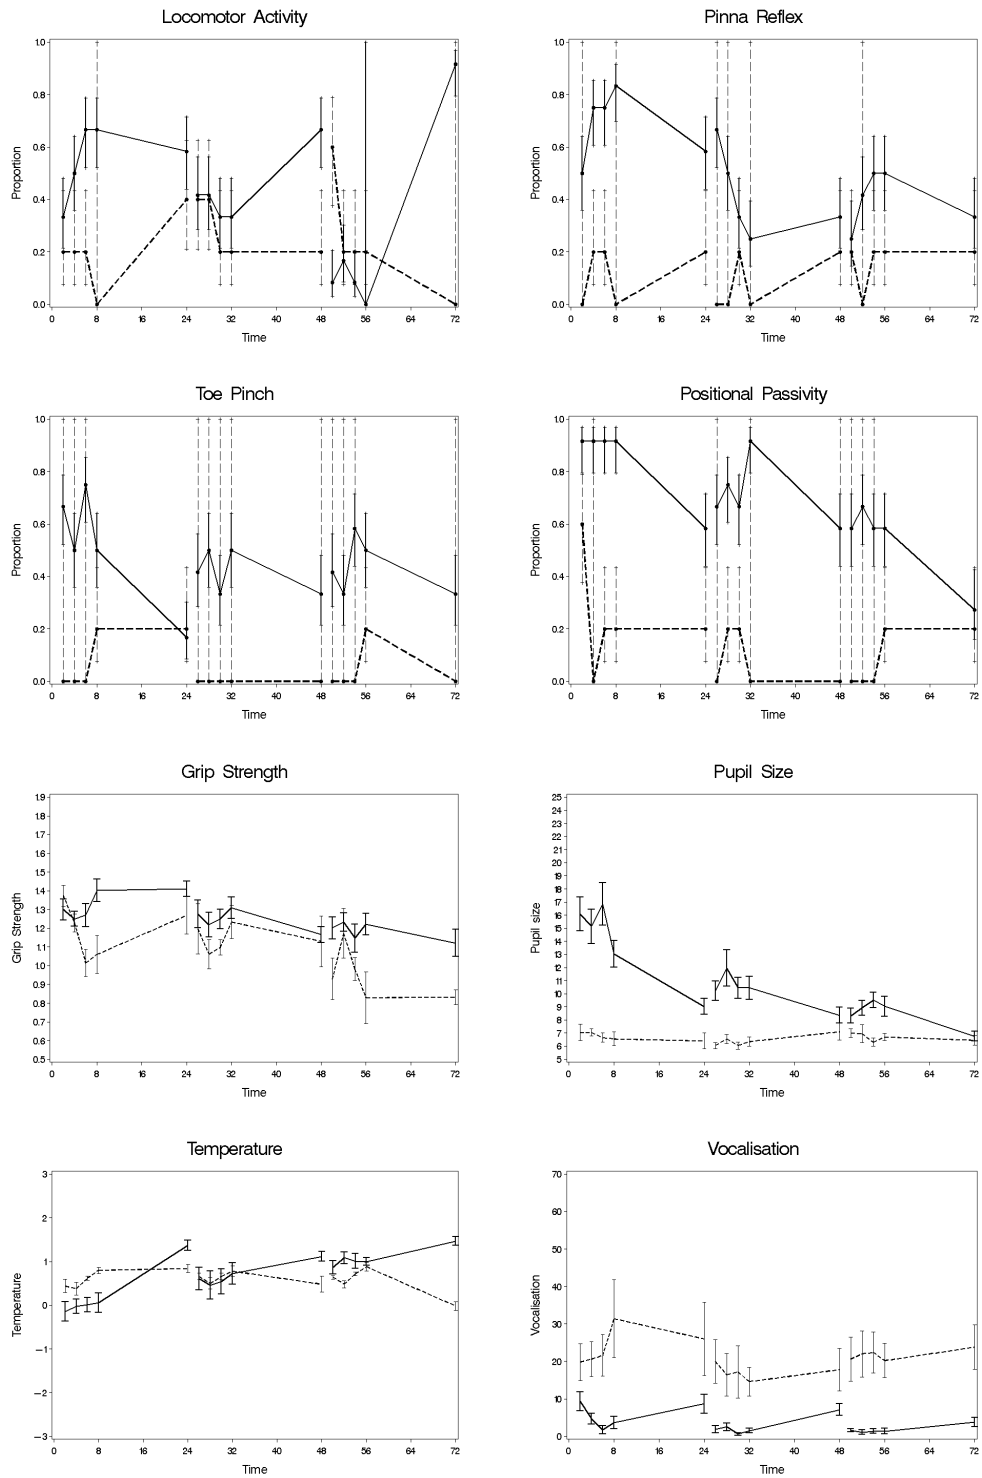 Locomotor Activity
Proportion
1.0
0.8
0.6
0.4
0.2
0.0
0 8 16 24 32 40 48 56 64 72
Time
Pinna Reflex
Proportion
1.0
0.8
0.6
0.4
0.2
0.0
0 8 16 24 32 40 48 56 64 72
Time
Toe Pinch
Proportion
1.0
0.8
0.6
0.4
0.2
0.0
0 8 16 24 32 40 48 56 64 72
Time
Positional Passivity
Proportion
1.0
0.8
0.6
0.4
0.2
0.0
0 8 16 24 32 40 48 56 64 72
Time
Grip Strength
Grip Strength
1.9
1.8
1.7
1.6
1.5
1.4
1.3
1.2
1.1
1.0
0.9
0.8
0.7
0.6
0.5
0 8 16 24 32 40 48 56 64 72
Time
Pupil Size
Pupil size
25
24
23
22
21
20
19
18
17
16
15
14
13
12
11
10
9
8
7
6
5
0 8 16 24 32 40 48 56 64 72
Time
Temperature
Temperature
3
2
1
0
−1
−2
−3
0 8 16 24 32 40 48 56 64 72
Time
Vocalisation
Vocalisation
70
60
50
40
30
20
10
0
0 8 16 24 32 40 48 56 64 72
Time